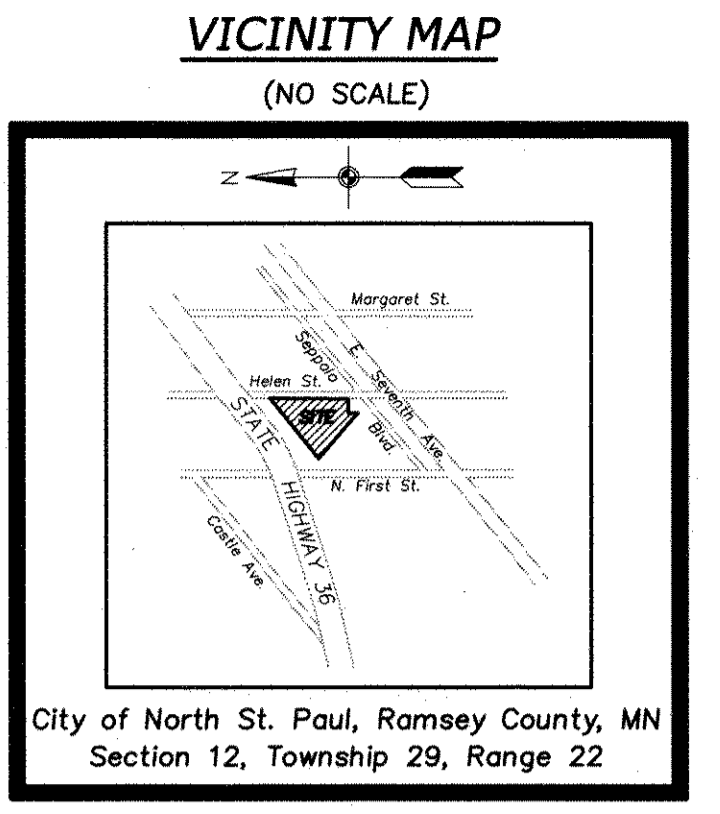 VICINITY MAP
(NO SCALE)
N
Margaret St.
Seppala
E. Seventh Ave.
Helen St.
STATE
SITE
Blvd.
N. First St.
HIGHWAY 36
Castle Ave.
City of North St. Paul, Ramsey County, MN
Section 12, Township 29, Range 22